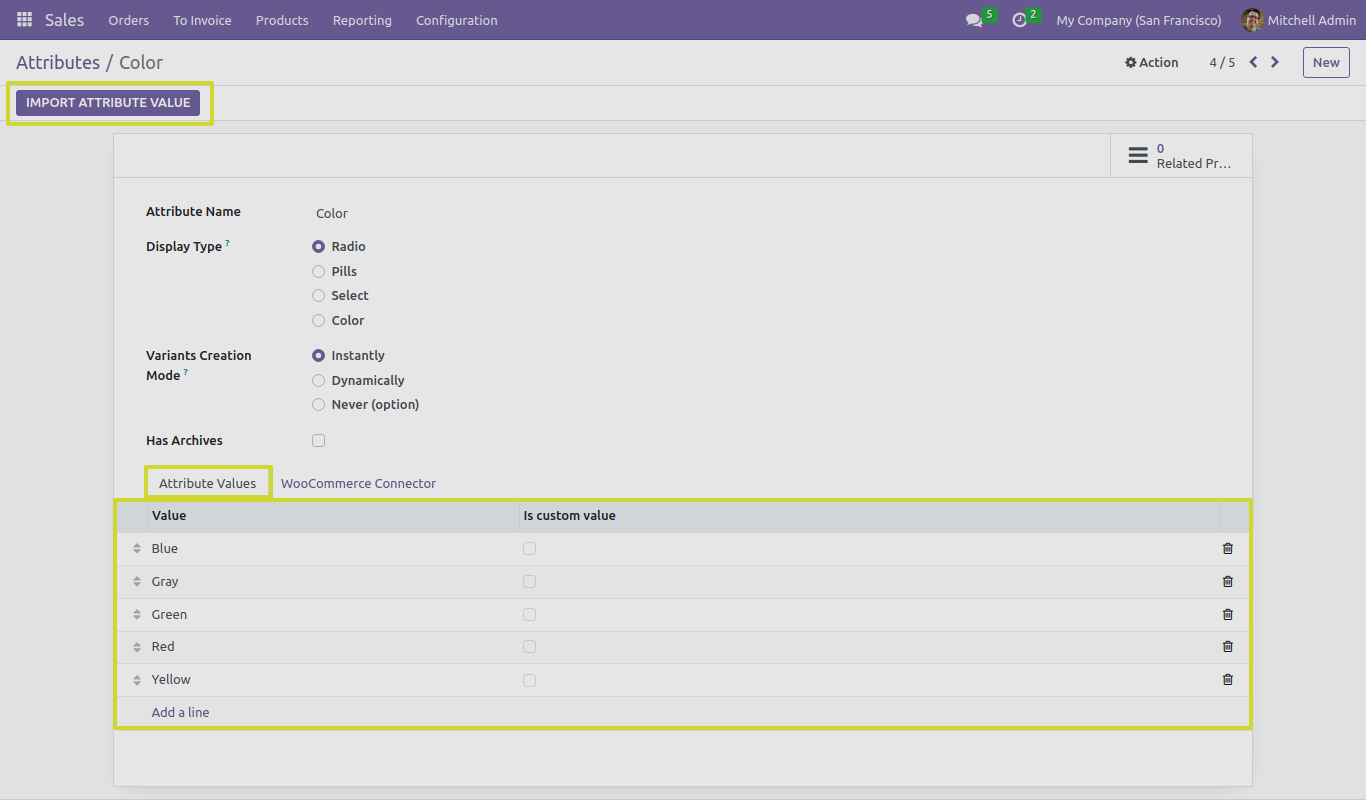 Sales Orders To Invoice Products Reporting Configuration 5 2 My Company (San Francisco) Mitchell Admin
Attributes / Color Action 4 / 5 New
IMPORT ATTRIBUTE VALUE
0
Related Pr...
Attribute Name Color
Display Type ? Radio
Pills
Select
Color
Variants Creation Instantly
Mode ? Dynamically
Never (option)
Has Archives
Attribute Values WooCommerce Connector
Value Is custom value
Blue
Gray
Green
Red
Yellow
Add a line